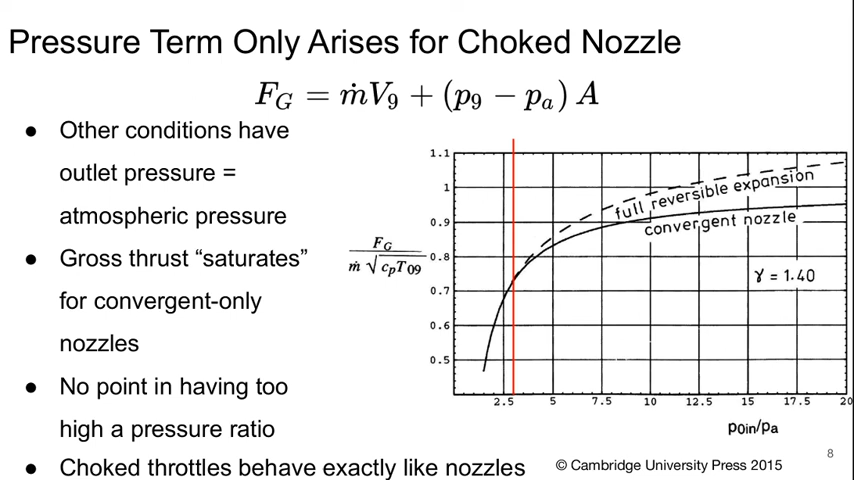 Pressure Term Only Arises for Choked Nozzle
F_G = ṁV₉ + (p₉ − pₐ) A
● Other conditions have
outlet pressure =
atmospheric pressure
● Gross thrust “saturates”
for convergent-only
nozzles
● No point in having too
high a pressure ratio
● Choked throttles behave exactly like nozzles
F_G
ṁ √c_pT₀₉
1.1
1
0.9
0.8
0.7
0.6
0.5
full reversible expansion
convergent nozzle
γ = 1.40
2.5 5 7.5 10 12.5 15 17.5 20
p₀in/pₐ
© Cambridge University Press 2015
8